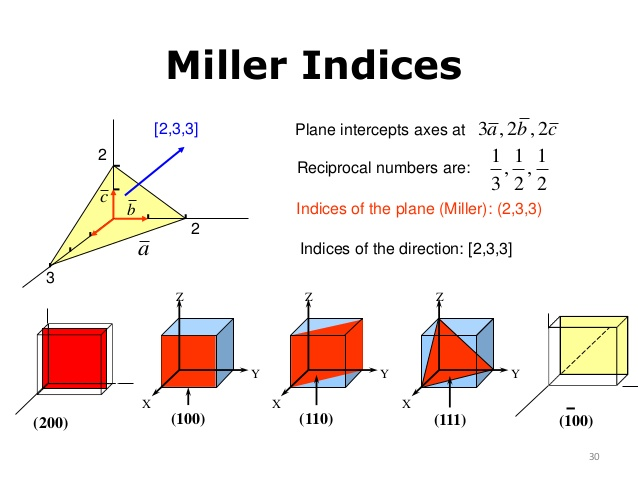 Miller Indices
[2,3,3]
2
c̅
b̅
2
a̅
3
Plane intercepts axes at 3a̅, 2b̅, 2c̅
Reciprocal numbers are: 1/3, 1/2, 1/2
Indices of the plane (Miller): (2,3,3)
Indices of the direction: [2,3,3]
Z
Z
Z
Y
Y
Y
X
X
X
(200)
(100)
(110)
(111)
(1̅00)
30